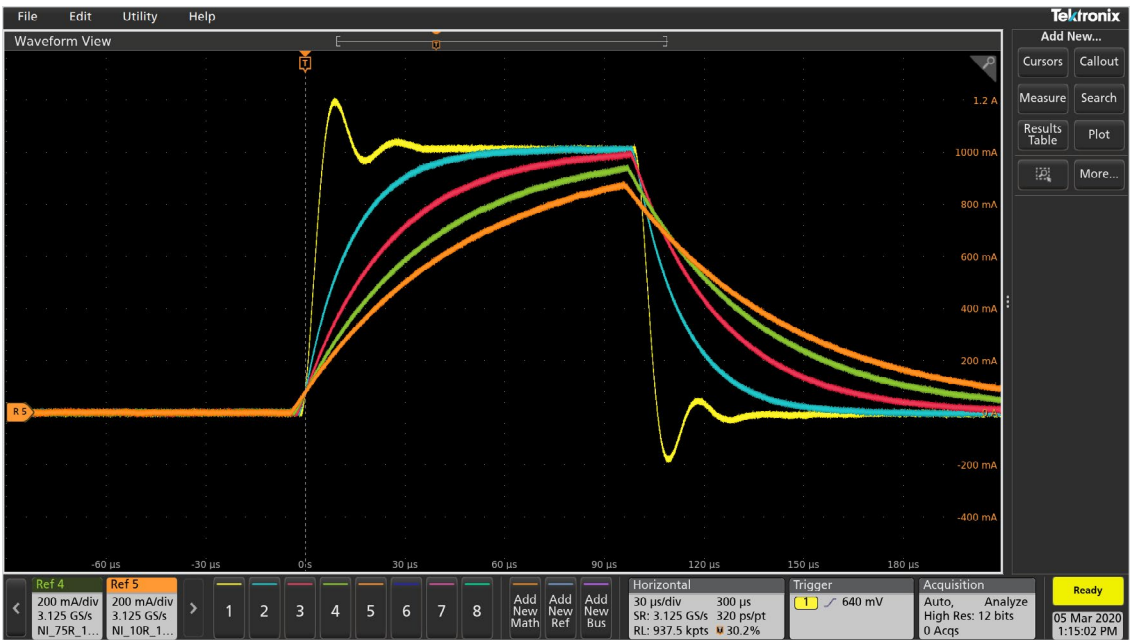 File Edit Utility Help
Tektronix
Waveform View
Add New...
T
T
Cursors Callout
Measure Search
Results Table Plot
More...
1.2 A
1000 mA
800 mA
600 mA
400 mA
200 mA
0 A
-200 mA
-400 mA
R 5
-60 µs -30 µs 0 s 30 µs 60 µs 90 µs 120 µs 150 µs 180 µs
Ref 4
200 mA/div
3.125 GS/s
NI_75R_1...
Ref 5
200 mA/div
3.125 GS/s
NI_10R_1...
1 2 3 4 5 6 7 8
Add New Math
Add New Ref
Add New Bus
Horizontal
30 µs/div 300 µs
SR: 3.125 GS/s 320 ps/pt
RL: 937.5 kpts 30.2%
Trigger
1 640 mV
Acquisition
Auto, Analyze
High Res: 12 bits
0 Acqs
Ready
05 Mar 2020
1:15:02 PM